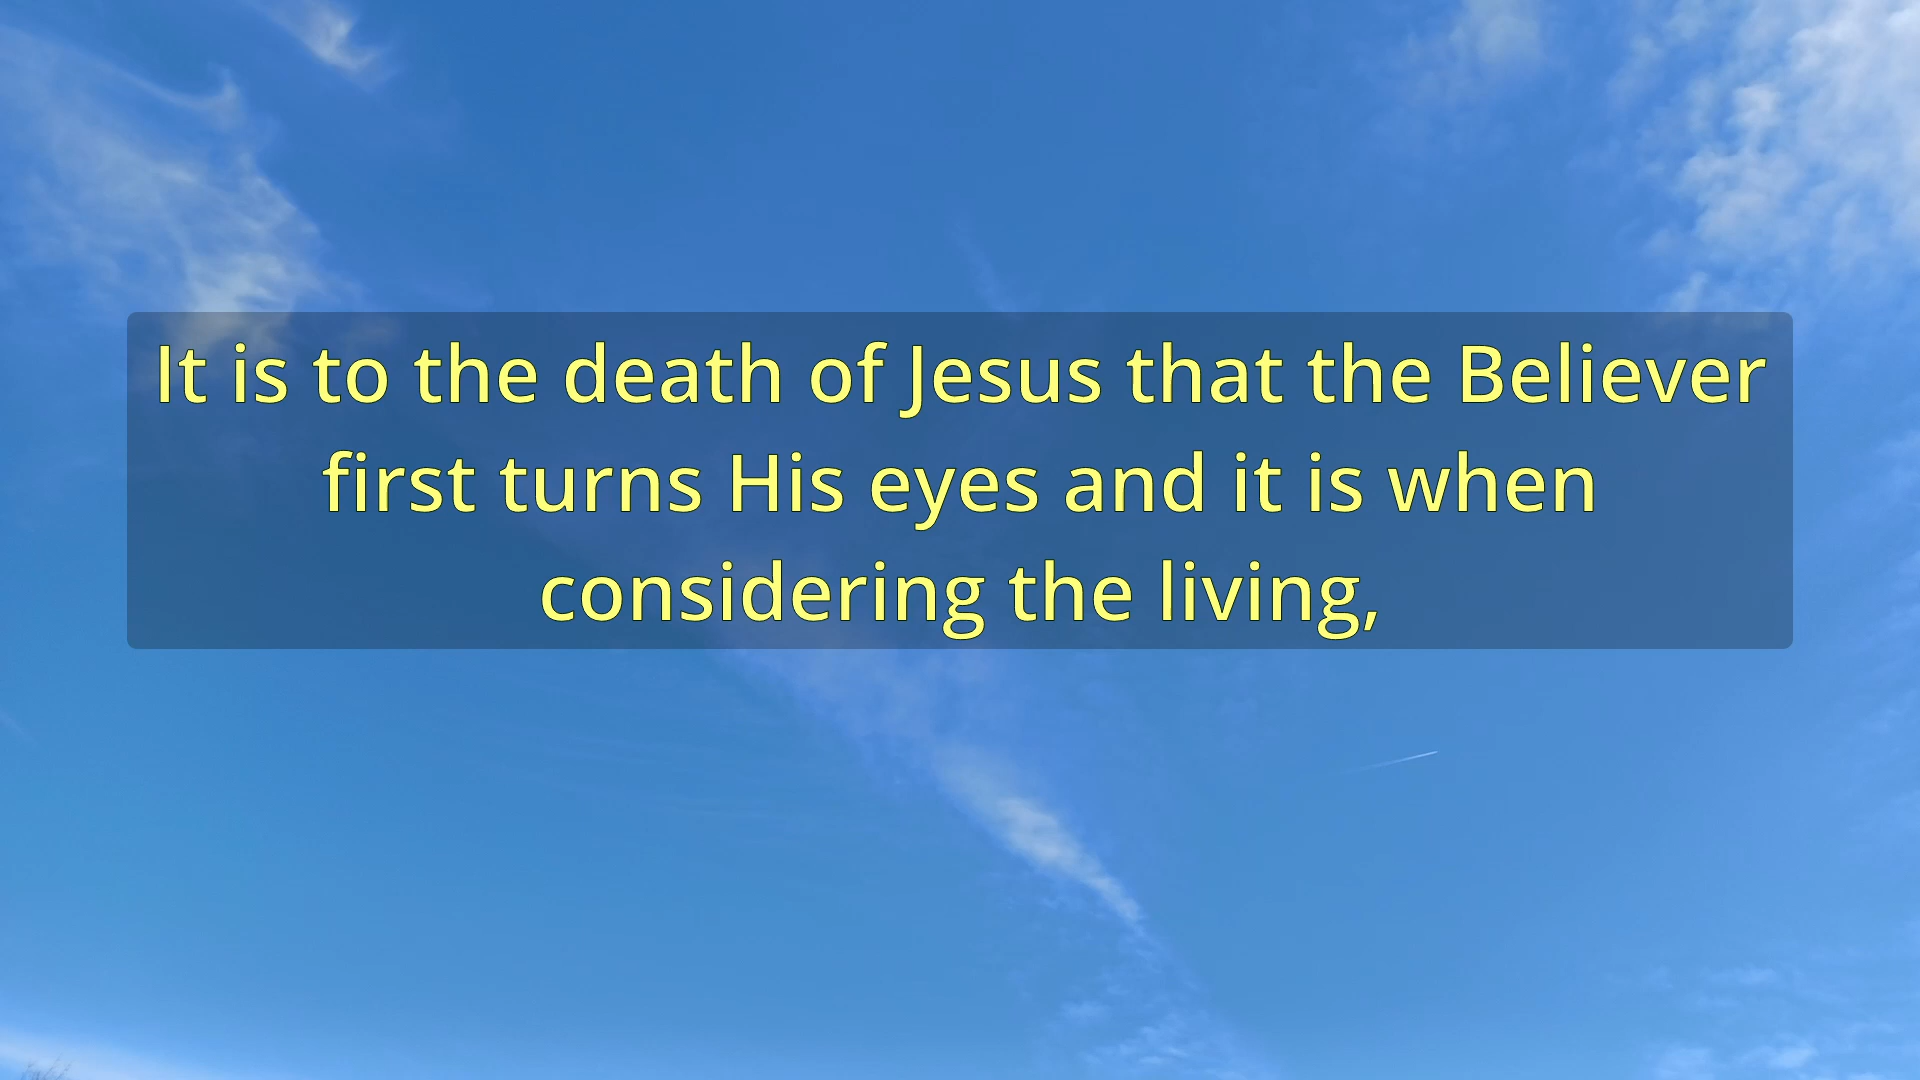 It is to the death of Jesus that the Believer
first turns His eyes and it is when
considering the living,